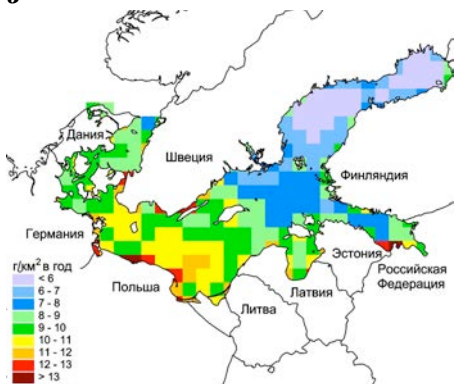 Дания
Швеция
Финляндия
Германия
Эстония
Российская
Федерация
Польша
Литва
Латвия
г/км² в год
< 6
6 - 7
7 - 8
8 - 9
9 - 10
10 - 11
11 - 12
12 - 13
> 13